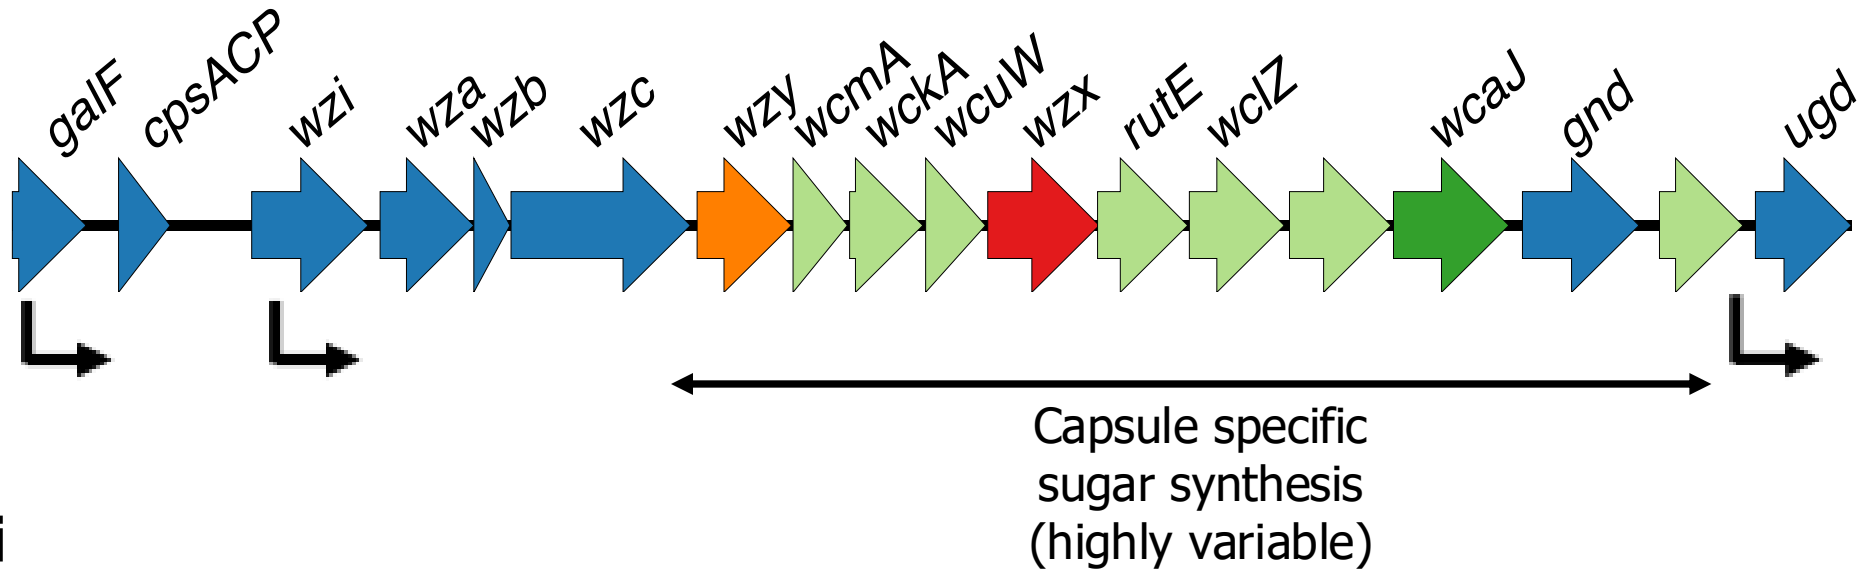 galF
cpsACP
wzi
wza
wzb
wzc
wzy
wcmA
wckA
wcuW
wzx
rutE
wclZ
wcaJ
gnd
ugd
Capsule specific
sugar synthesis
(highly variable)
i